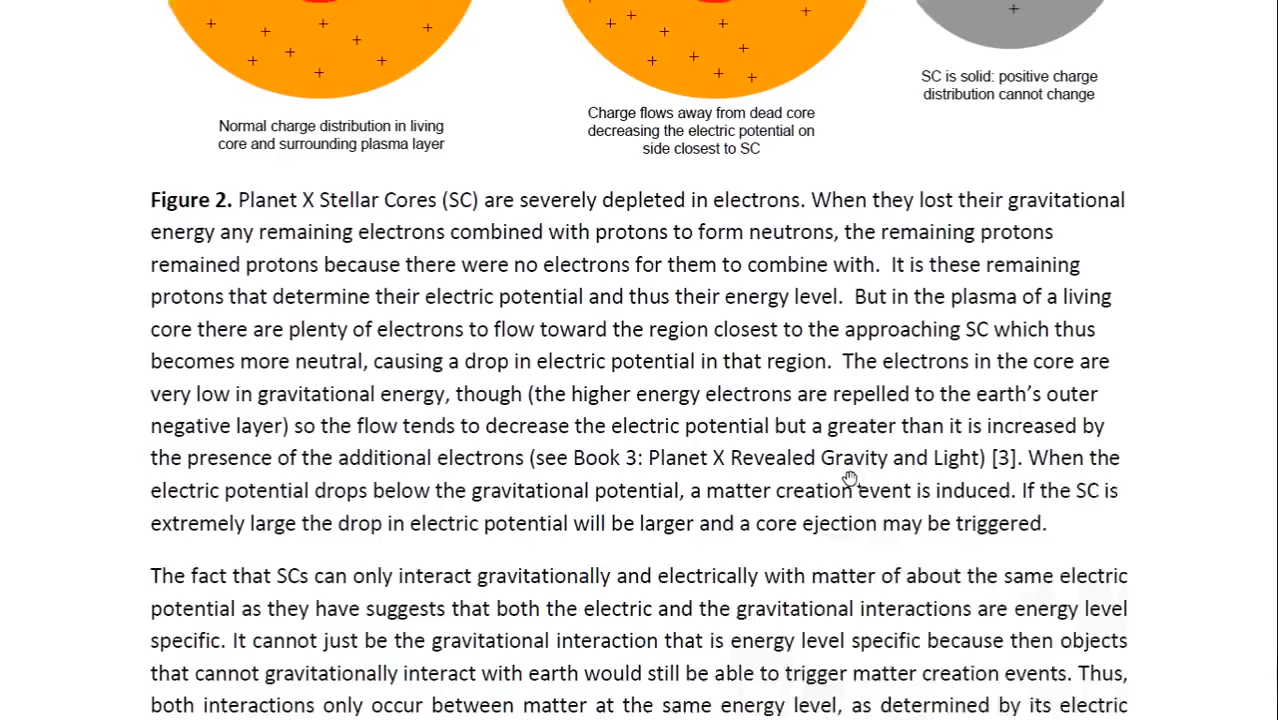 Normal charge distribution in living
core and surrounding plasma layer
Charge flows away from dead core
decreasing the electric potential on
side closest to SC
SC is solid: positive charge
distribution cannot change
Figure 2. Planet X Stellar Cores (SC) are severely depleted in electrons. When they lost their gravitational
energy any remaining electrons combined with protons to form neutrons, the remaining protons
remained protons because there were no electrons for them to combine with. It is these remaining
protons that determine their electric potential and thus their energy level. But in the plasma of a living
core there are plenty of electrons to flow toward the region closest to the approaching SC which thus
becomes more neutral, causing a drop in electric potential in that region. The electrons in the core are
very low in gravitational energy, though (the higher energy electrons are repelled to the earth's outer
negative layer) so the flow tends to decrease the electric potential but a greater than it is increased by
the presence of the additional electrons (see Book 3: Planet X Revealed Gravity and Light) [3]. When the
electric potential drops below the gravitational potential, a matter creation event is induced. If the SC is
extremely large the drop in electric potential will be larger and a core ejection may be triggered.
The fact that SCs can only interact gravitationally and electrically with matter of about the same electric
potential as they have suggests that both the electric and the gravitational interactions are energy level
specific. It cannot just be the gravitational interaction that is energy level specific because then objects
that cannot gravitationally interact with earth would still be able to trigger matter creation events. Thus,
both interactions only occur between matter at the same energy level, as determined by its electric